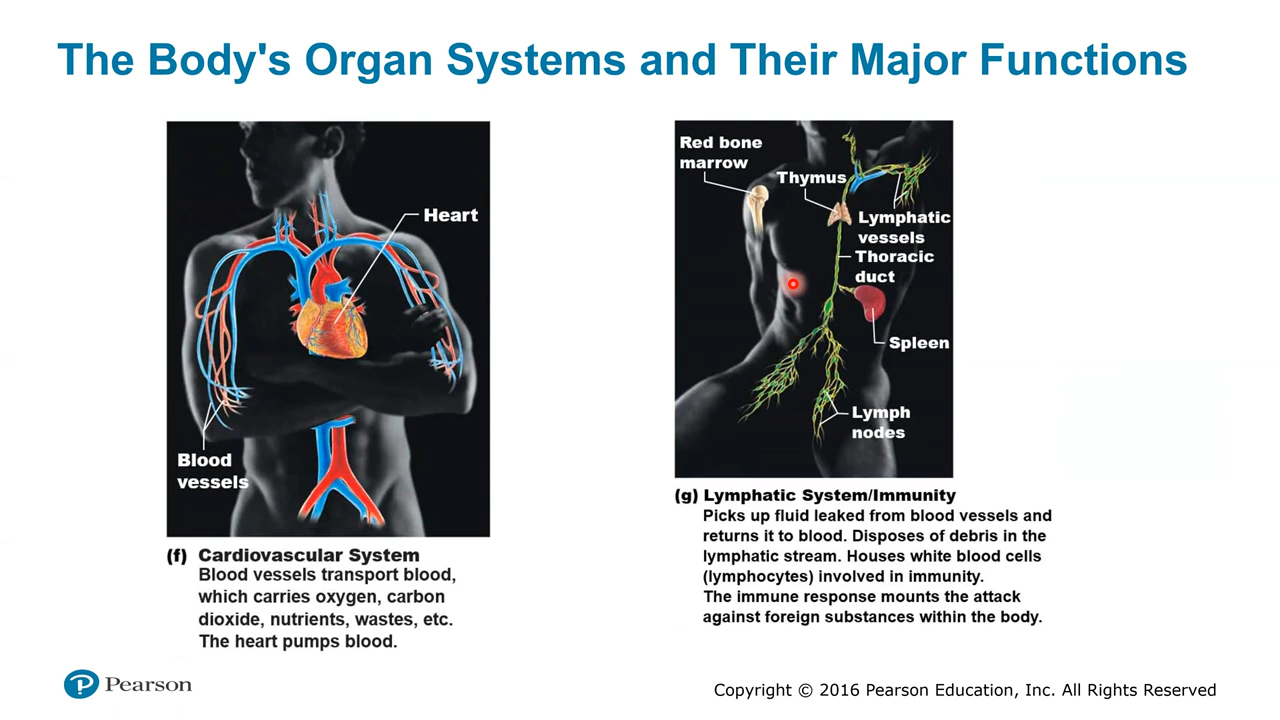 The Body's Organ Systems and Their Major Functions
Heart
Blood
vessels
(f) Cardiovascular System
Blood vessels transport blood,
which carries oxygen, carbon
dioxide, nutrients, wastes, etc.
The heart pumps blood.
Red bone
marrow
Thymus
Lymphatic
vessels
Thoracic
duct
Spleen
Lymph
nodes
(g) Lymphatic System/Immunity
Picks up fluid leaked from blood vessels and
returns it to blood. Disposes of debris in the
lymphatic stream. Houses white blood cells
(lymphocytes) involved in immunity.
The immune response mounts the attack
against foreign substances within the body.
Pearson
Copyright © 2016 Pearson Education, Inc. All Rights Reserved